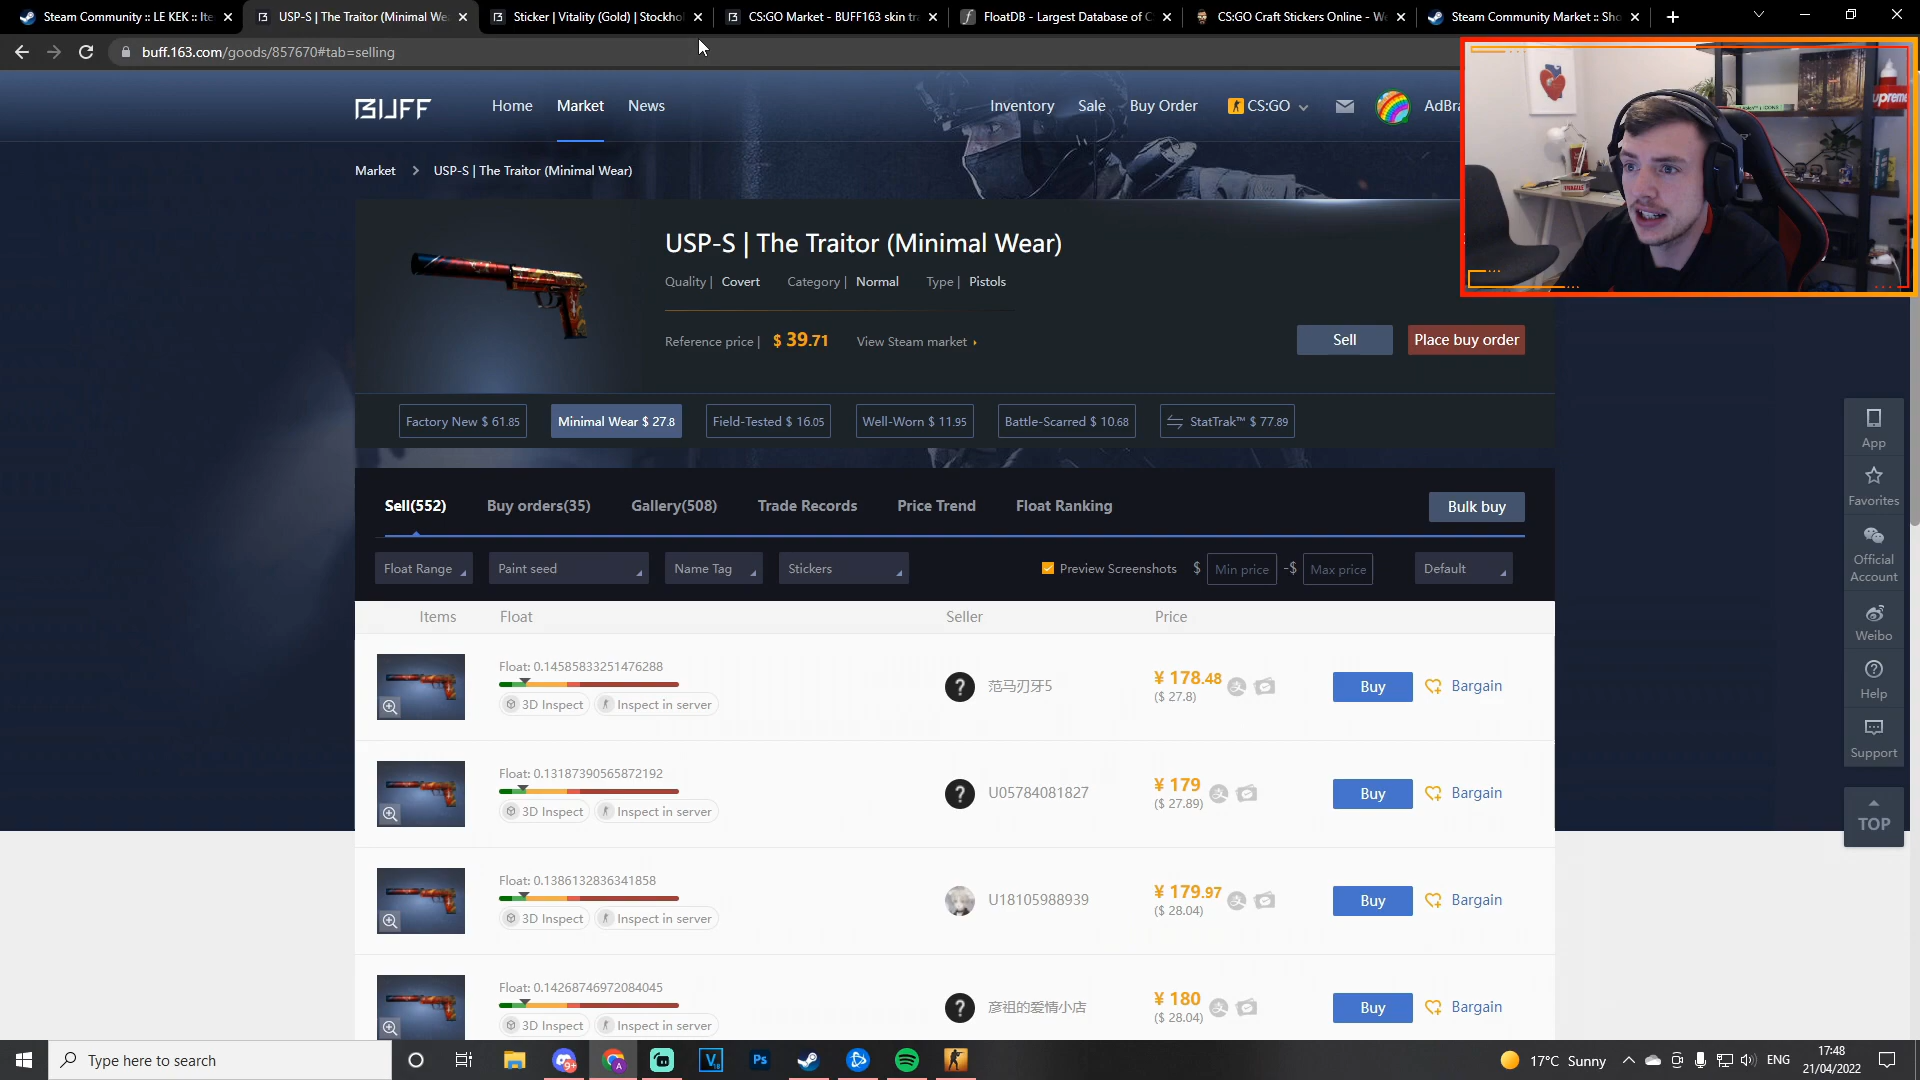 Steam Community :: LE KEK :: Ite
USP-S | The Traitor (Minimal We
Sticker | Vitality (Gold) | Stockho
CS:GO Market - BUFF163 skin tra
FloatDB - Largest Database of C
CS:GO Craft Stickers Online - We
Steam Community Market :: Sho
buff.163.com/goods/857670#tab=selling
BUFF
Home
Market
News
Inventory
Sale
Buy Order
CS:GO
AdBra
Market > USP-S | The Traitor (Minimal Wear)
USP-S | The Traitor (Minimal Wear)
Quality | Covert
Category | Normal
Type | Pistols
Reference price | $ 39.71
View Steam market
Sell
Place buy order
Factory New $ 61.85
Minimal Wear $ 27.8
Field-Tested $ 16.05
Well-Worn $ 11.95
Battle-Scarred $ 10.68
StatTrak™ $ 77.89
Sell(552)
Buy orders(35)
Gallery(508)
Trade Records
Price Trend
Float Ranking
Bulk buy
Float Range
Paint seed
Name Tag
Stickers
Preview Screenshots
$ Min price
-$ Max price
Default
Items
Float
Seller
Price
Float: 0.14585833251476288
3D Inspect
Inspect in server
范马刃牙5
¥ 178.48
($ 27.8)
Buy
Bargain
Float: 0.13187390565872192
3D Inspect
Inspect in server
U05784081827
¥ 179
($ 27.89)
Buy
Bargain
Float: 0.1386132836341858
3D Inspect
Inspect in server
U18105988939
¥ 179.97
($ 28.04)
Buy
Bargain
Float: 0.14268746972084045
3D Inspect
Inspect in server
彦祖的爱情小店
¥ 180
($ 28.04)
Buy
Bargain
App
Favorites
Official
Account
Weibo
Help
Support
TOP
Type here to search
17°C Sunny
ENG
17:48
21/04/2022